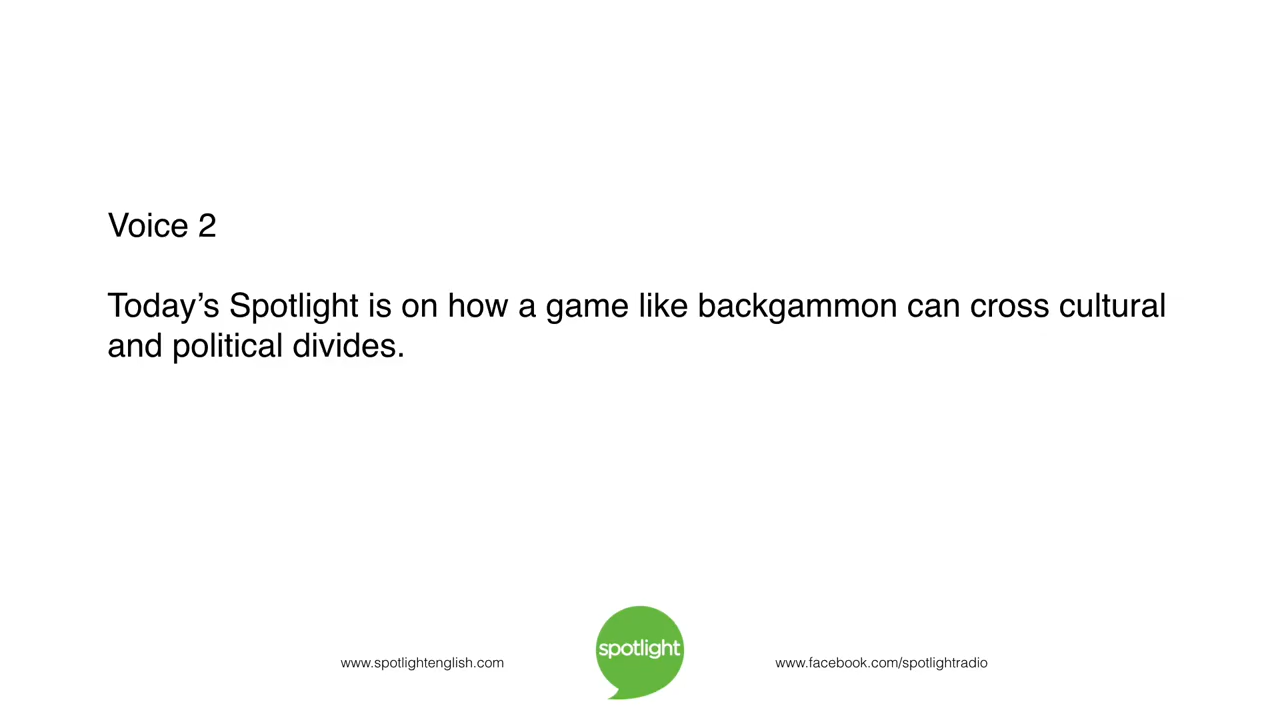 Voice 2
Today’s Spotlight is on how a game like backgammon can cross cultural
and political divides.
www.spotlightenglish.com
spotlight
www.facebook.com/spotlightradio